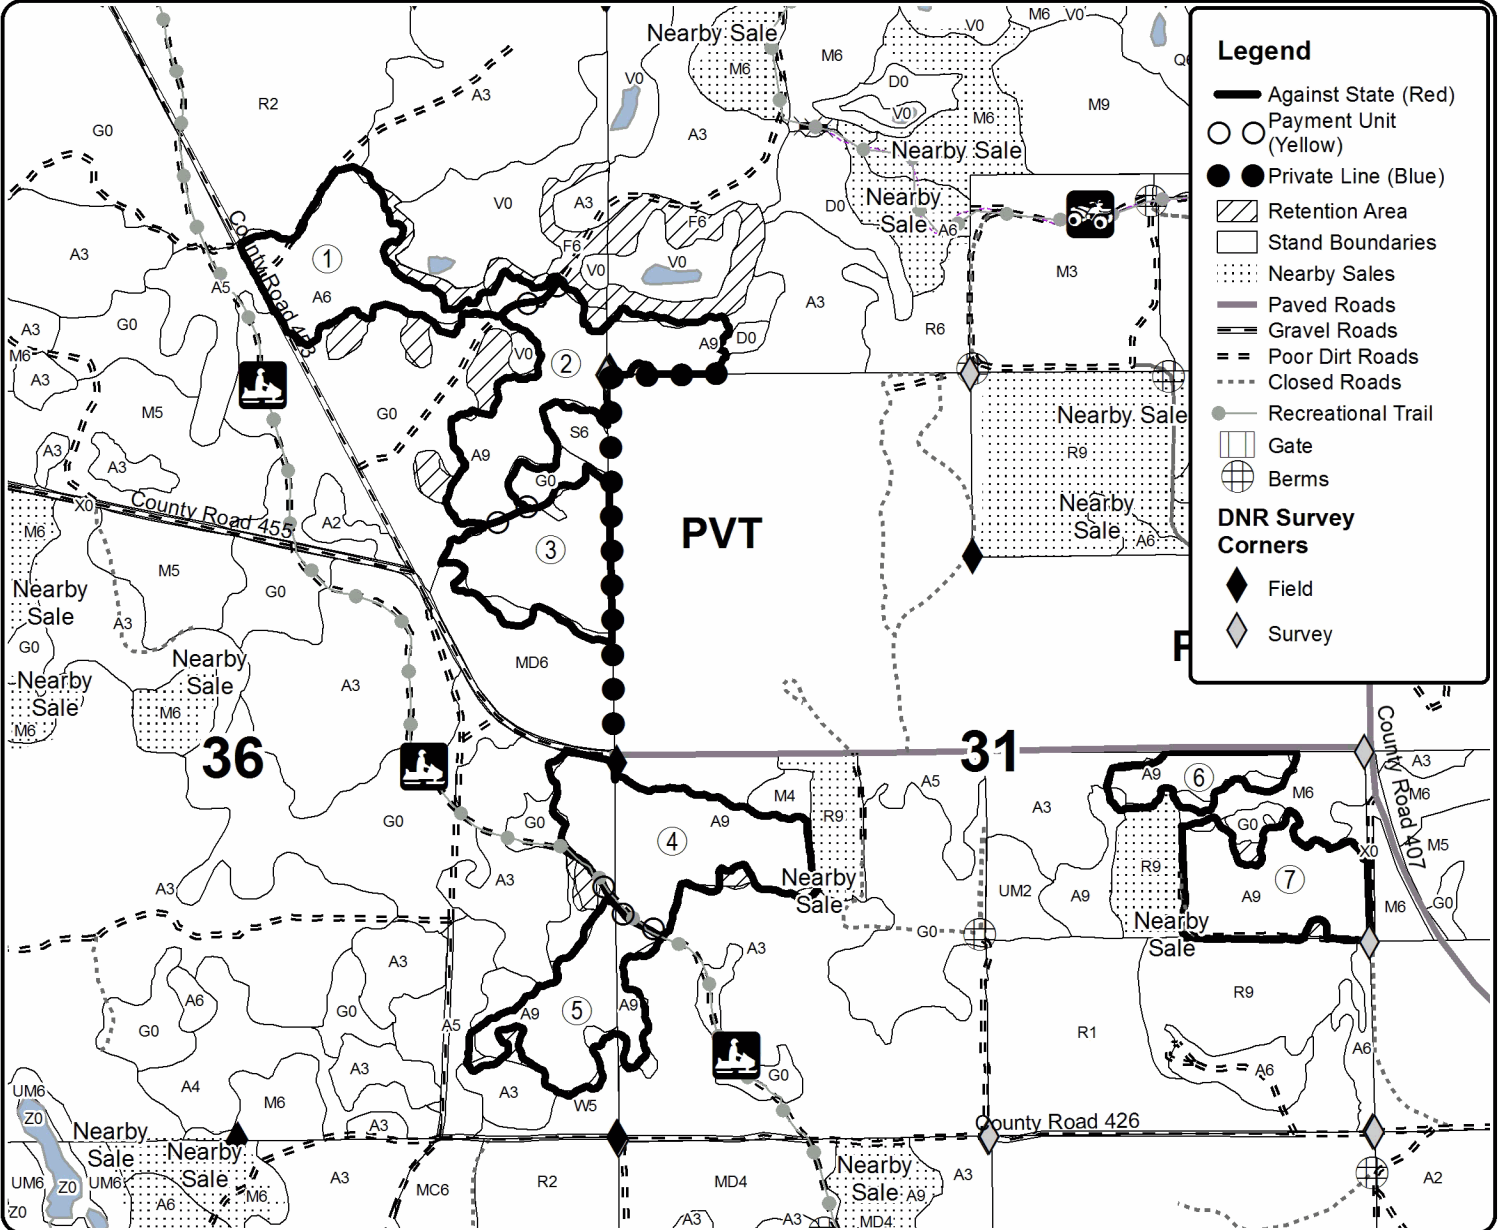 Legend
Against State (Red)
Payment Unit
(Yellow)
Private Line (Blue)
Retention Area
Stand Boundaries
Nearby Sales
Paved Roads
Gravel Roads
Poor Dirt Roads
Closed Roads
Recreational Trail
Gate
Berms
DNR Survey
Corners
Field
Survey
Nearby Sale
V0
M6
V0
M6
M6
D0
V0
M9
M6
V0
A3
R2
G0
A3
Nearby Sale
Nearby
Sale
D0
A6
V0
A3
F6
F6
V0
V0
A3
M3
R6
A3
County Road 453
1
A6
A5
G0
A3
M6
A3
M5
A3
A3
G0
V0
2
A9
D0
S6
A9
G0
Nearby Sale
R9
Nearby
Sale
A6
PVT
X0
County Road 455
A2
M6
M5
G0
Nearby
Sale
A3
G0
3
MD6
Nearby
Sale
M6
Nearby
Sale
M6
A3
36
31
County Road 407
A9
6
M6
A3
M6
M5
X0
G0
R9
A9
7
M6
G0
Nearby
Sale
G0
G0
A3
M4
A9
R9
4
A5
A3
UM2
A9
Nearby
Sale
G0
A3
A3
A3
A6
G0
G0
A5
A9
5
A9
R9
R1
A6
A6
A3
A4
M6
A3
A3
W5
G0
UM6
Z0
Nearby
Sale
Nearby
Sale
UM6
Z0
UM6
Z0
A6
M6
A3
MC6
R2
MD4
A3
A3
Nearby
Sale
A9
MD4
A3
County Road 426
A2